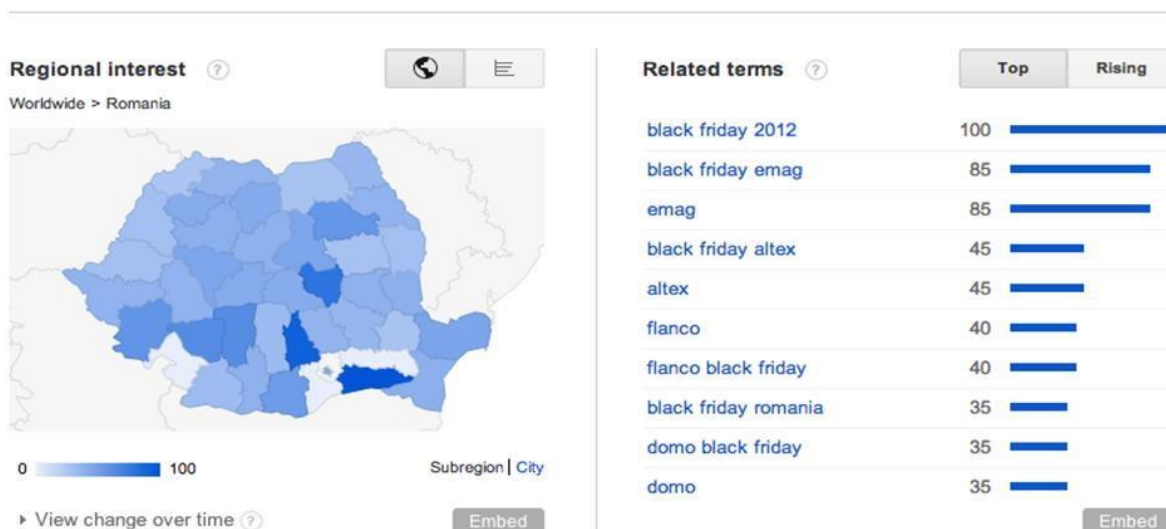 Regional interest ?
Worldwide > Romania
0 100
Subregion | City
View change over time ?
Embed
Related terms ?
Top Rising
black friday 2012 100
black friday emag 85
emag 85
black friday altex 45
altex 45
flanco 40
flanco black friday 40
black friday romania 35
domo black friday 35
domo 35
Embed